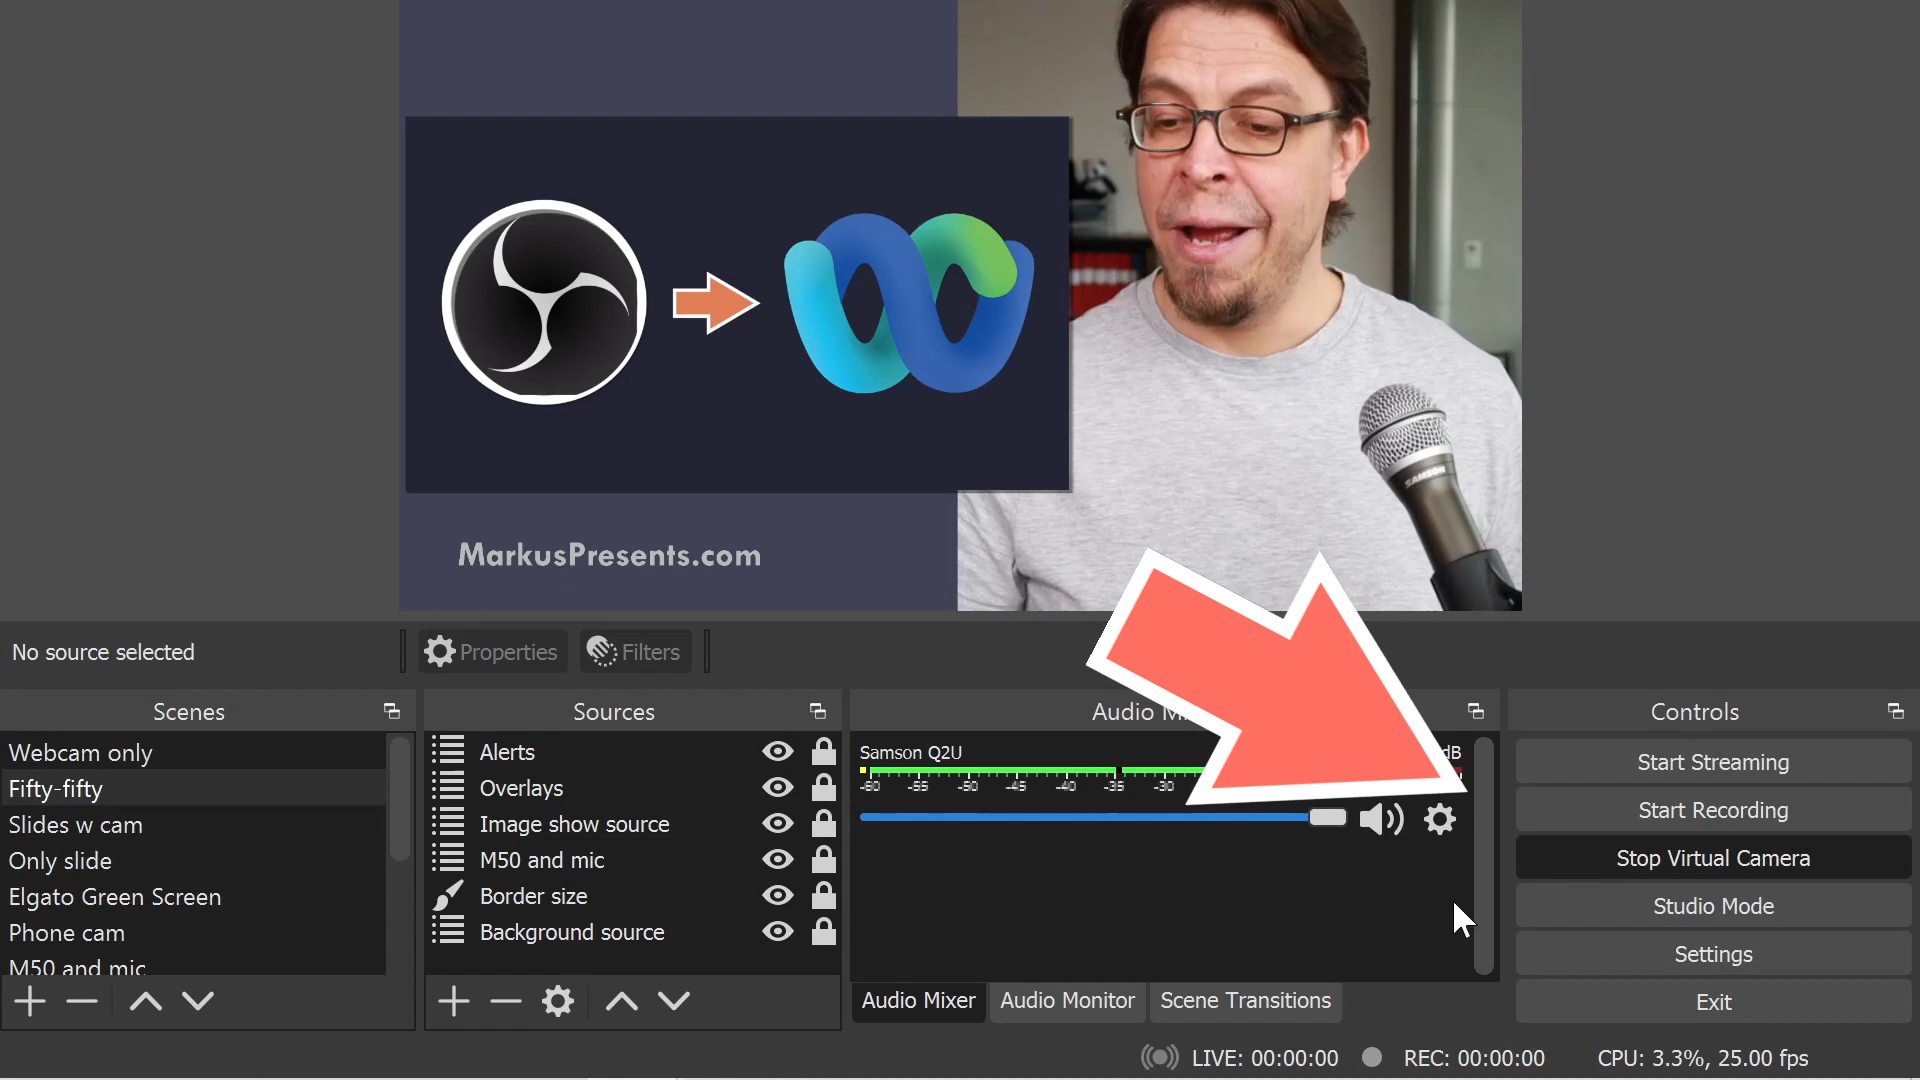 MarkusPresents.com
SAMSON
No source selected
Properties
Filters
Scenes
Webcam only
Fifty-fifty
Slides w cam
Only slide
Elgato Green Screen
Phone cam
M50 and mic
Sources
Alerts
Overlays
Image show source
M50 and mic
Border size
Background source
Audio Mi
Samson Q2U
dB
-60 -55 -50 -45 -40 -35 -30
Audio Mixer
Audio Monitor
Scene Transitions
Controls
Start Streaming
Start Recording
Stop Virtual Camera
Studio Mode
Settings
Exit
LIVE: 00:00:00
REC: 00:00:00
CPU: 3.3%, 25.00 fps